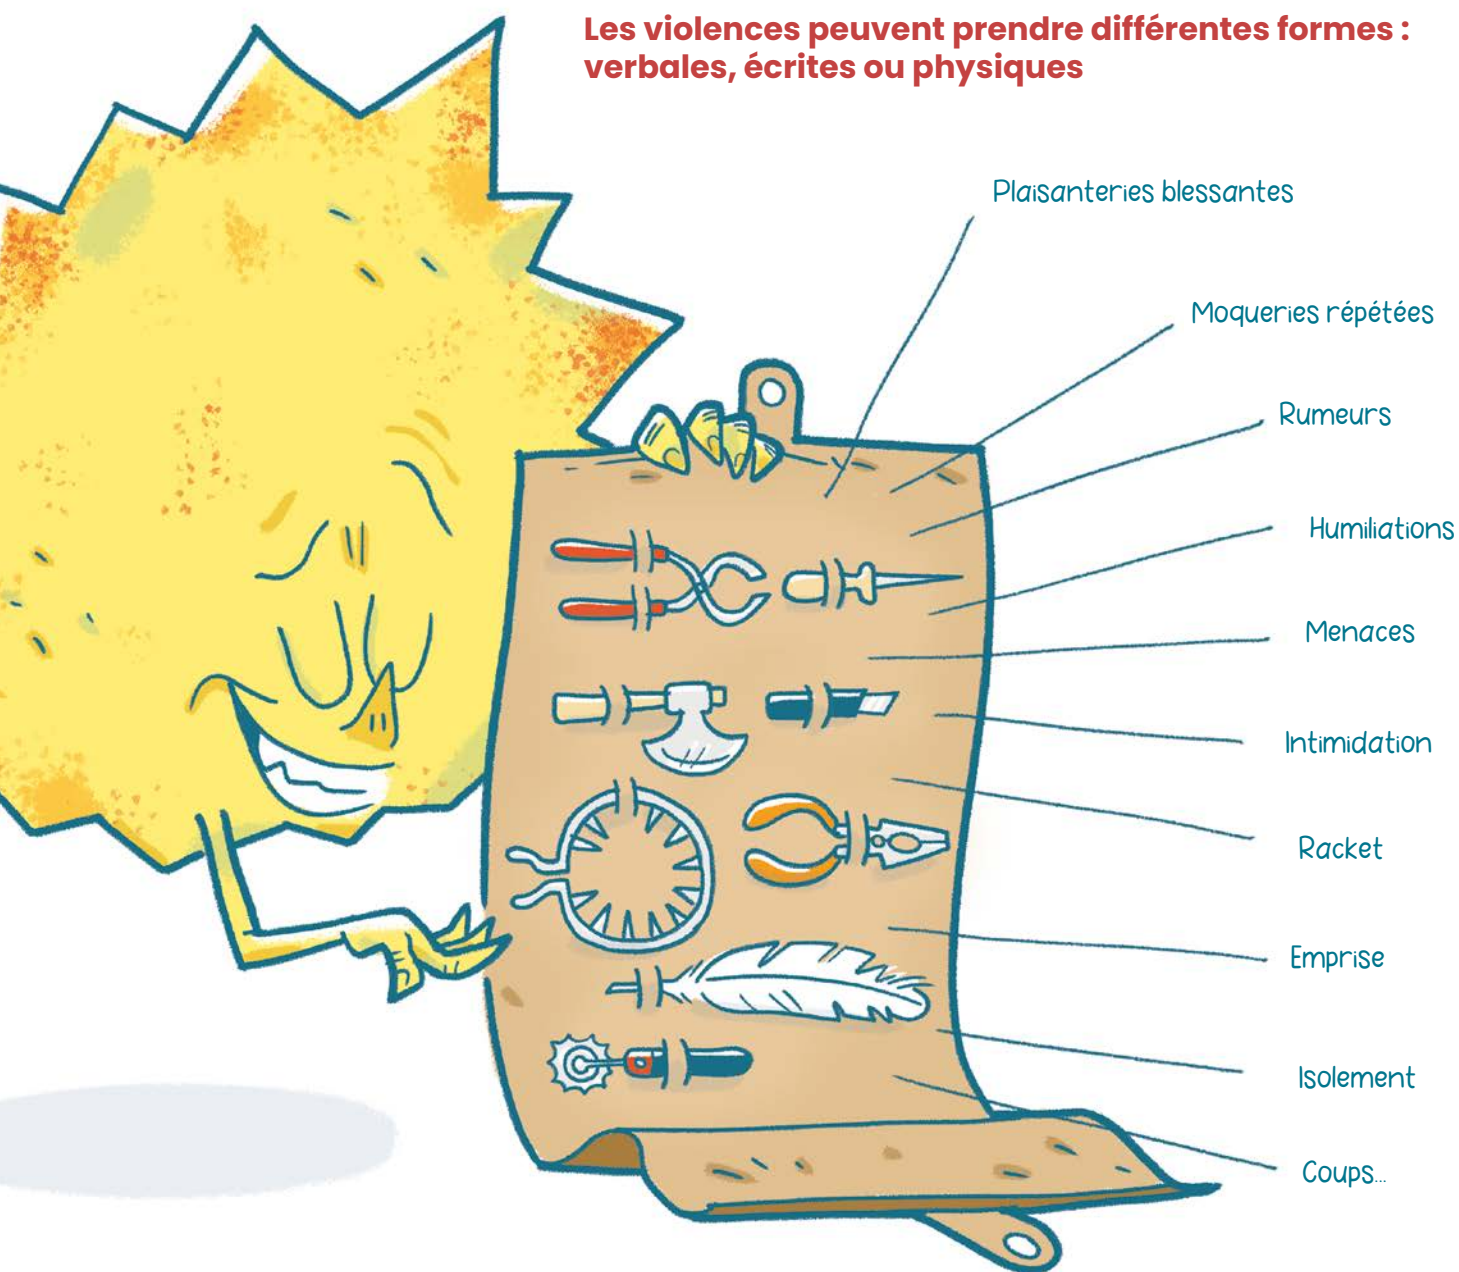 Les violences peuvent prendre différentes formes :
verbales, écrites ou physiques
Plaisanteries blessantes
Moqueries répétées
Rumeurs
Humiliations
Menaces
Intimidation
Racket
Emprise
Isolement
Coups...